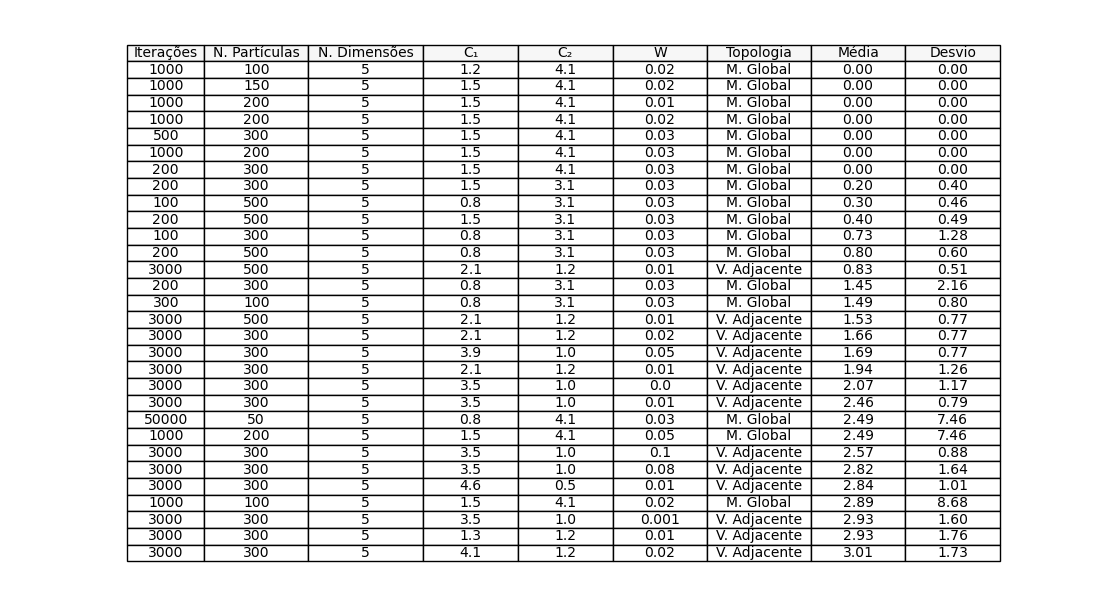 Iterações N. Partículas N. Dimensões C₁ C₂ W Topologia Média Desvio
1000 100 5 1.2 4.1 0.02 M. Global 0.00 0.00
1000 150 5 1.5 4.1 0.02 M. Global 0.00 0.00
1000 200 5 1.5 4.1 0.01 M. Global 0.00 0.00
1000 200 5 1.5 4.1 0.02 M. Global 0.00 0.00
500 300 5 1.5 4.1 0.03 M. Global 0.00 0.00
1000 200 5 1.5 4.1 0.03 M. Global 0.00 0.00
200 300 5 1.5 4.1 0.03 M. Global 0.00 0.00
200 300 5 1.5 3.1 0.03 M. Global 0.20 0.40
100 500 5 0.8 3.1 0.03 M. Global 0.30 0.46
200 500 5 1.5 3.1 0.03 M. Global 0.40 0.49
100 300 5 0.8 3.1 0.03 M. Global 0.73 1.28
200 500 5 0.8 3.1 0.03 M. Global 0.80 0.60
3000 500 5 2.1 1.2 0.01 V. Adjacente 0.83 0.51
200 300 5 0.8 3.1 0.03 M. Global 1.45 2.16
300 100 5 0.8 3.1 0.03 M. Global 1.49 0.80
3000 500 5 2.1 1.2 0.01 V. Adjacente 1.53 0.77
3000 300 5 2.1 1.2 0.02 V. Adjacente 1.66 0.77
3000 300 5 3.9 1.0 0.05 V. Adjacente 1.69 0.77
3000 300 5 2.1 1.2 0.01 V. Adjacente 1.94 1.26
3000 300 5 3.5 1.0 0.0 V. Adjacente 2.07 1.17
3000 300 5 3.5 1.0 0.01 V. Adjacente 2.46 0.79
50000 50 5 0.8 4.1 0.03 M. Global 2.49 7.46
1000 200 5 1.5 4.1 0.05 M. Global 2.49 7.46
3000 300 5 3.5 1.0 0.1 V. Adjacente 2.57 0.88
3000 300 5 3.5 1.0 0.08 V. Adjacente 2.82 1.64
3000 300 5 4.6 0.5 0.01 V. Adjacente 2.84 1.01
1000 100 5 1.5 4.1 0.02 M. Global 2.89 8.68
3000 300 5 3.5 1.0 0.001 V. Adjacente 2.93 1.60
3000 300 5 1.3 1.2 0.01 V. Adjacente 2.93 1.76
3000 300 5 4.1 1.2 0.02 V. Adjacente 3.01 1.73